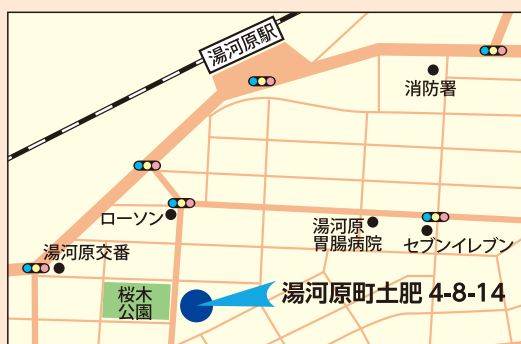 湯河原駅
消防署
ローソン
湯河原
胃腸病院
セブンイレブン
湯河原交番
桜木
公園
湯河原町土肥 4-8-14